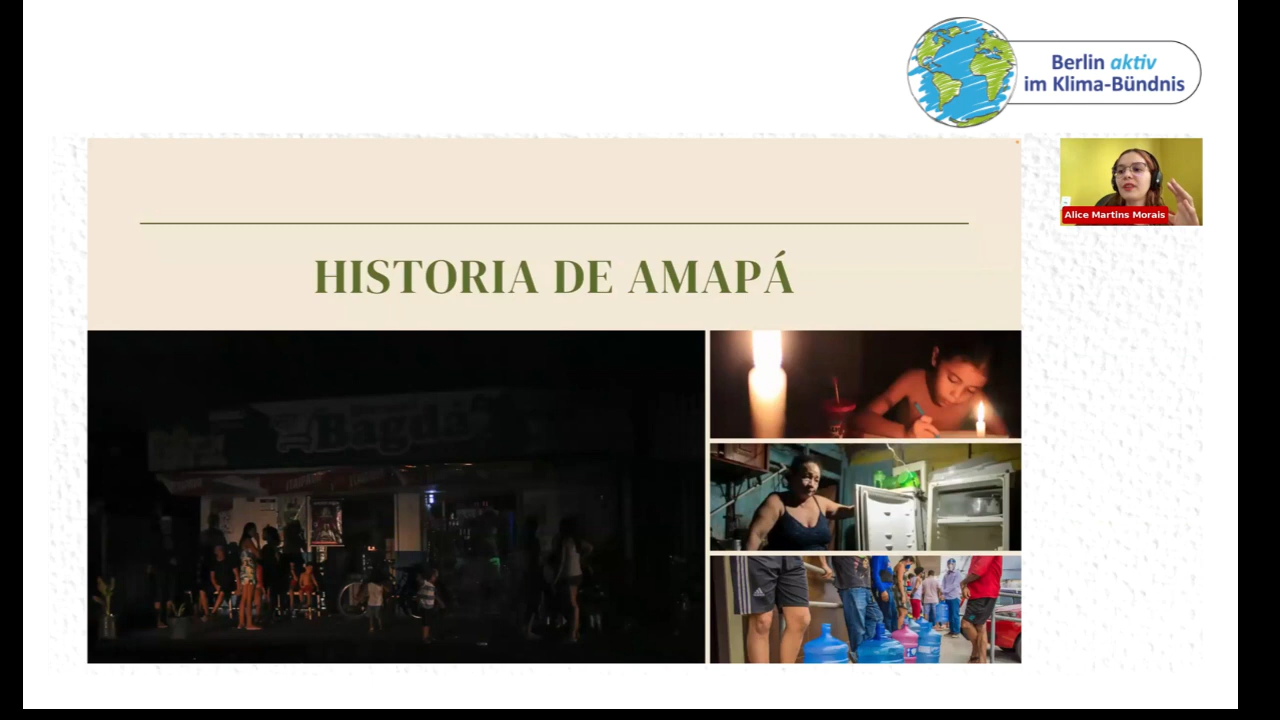 Berlin aktiv
im Klima-Bündnis
HISTORIA DE AMAPÁ
Bagdá
Alice Martins Morais